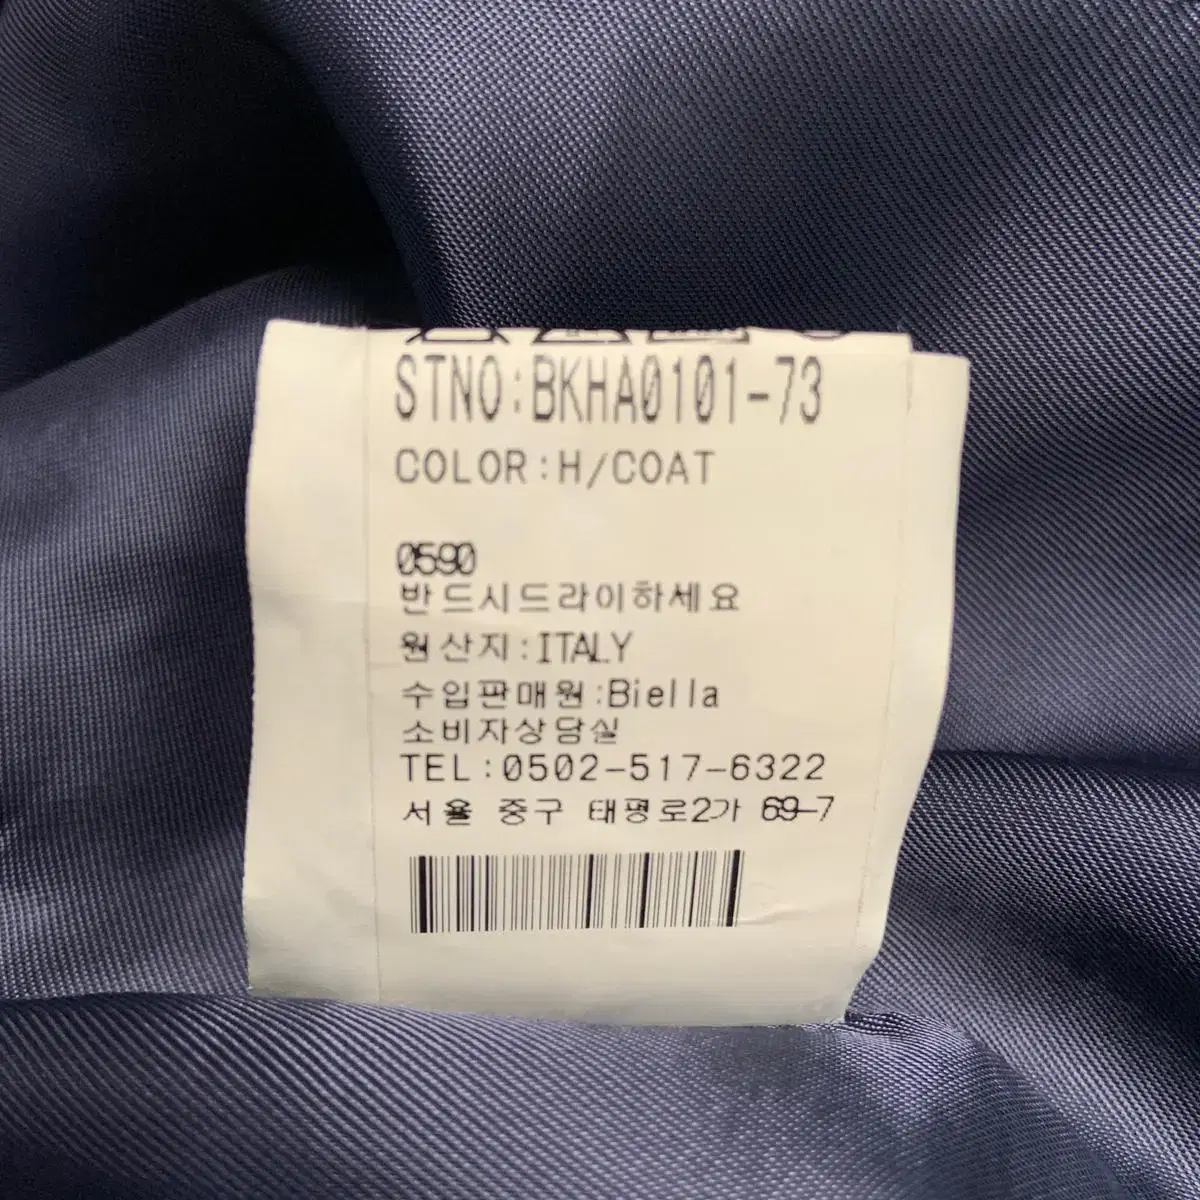 STNO:BKHA0101-73
COLOR:H/COAT
0590
반드시드라이하세요
원산지:ITALY
수입판매원:Biella
소비자상담실
TEL:0502-517-6322
서울 중구 태평로2가 69-7